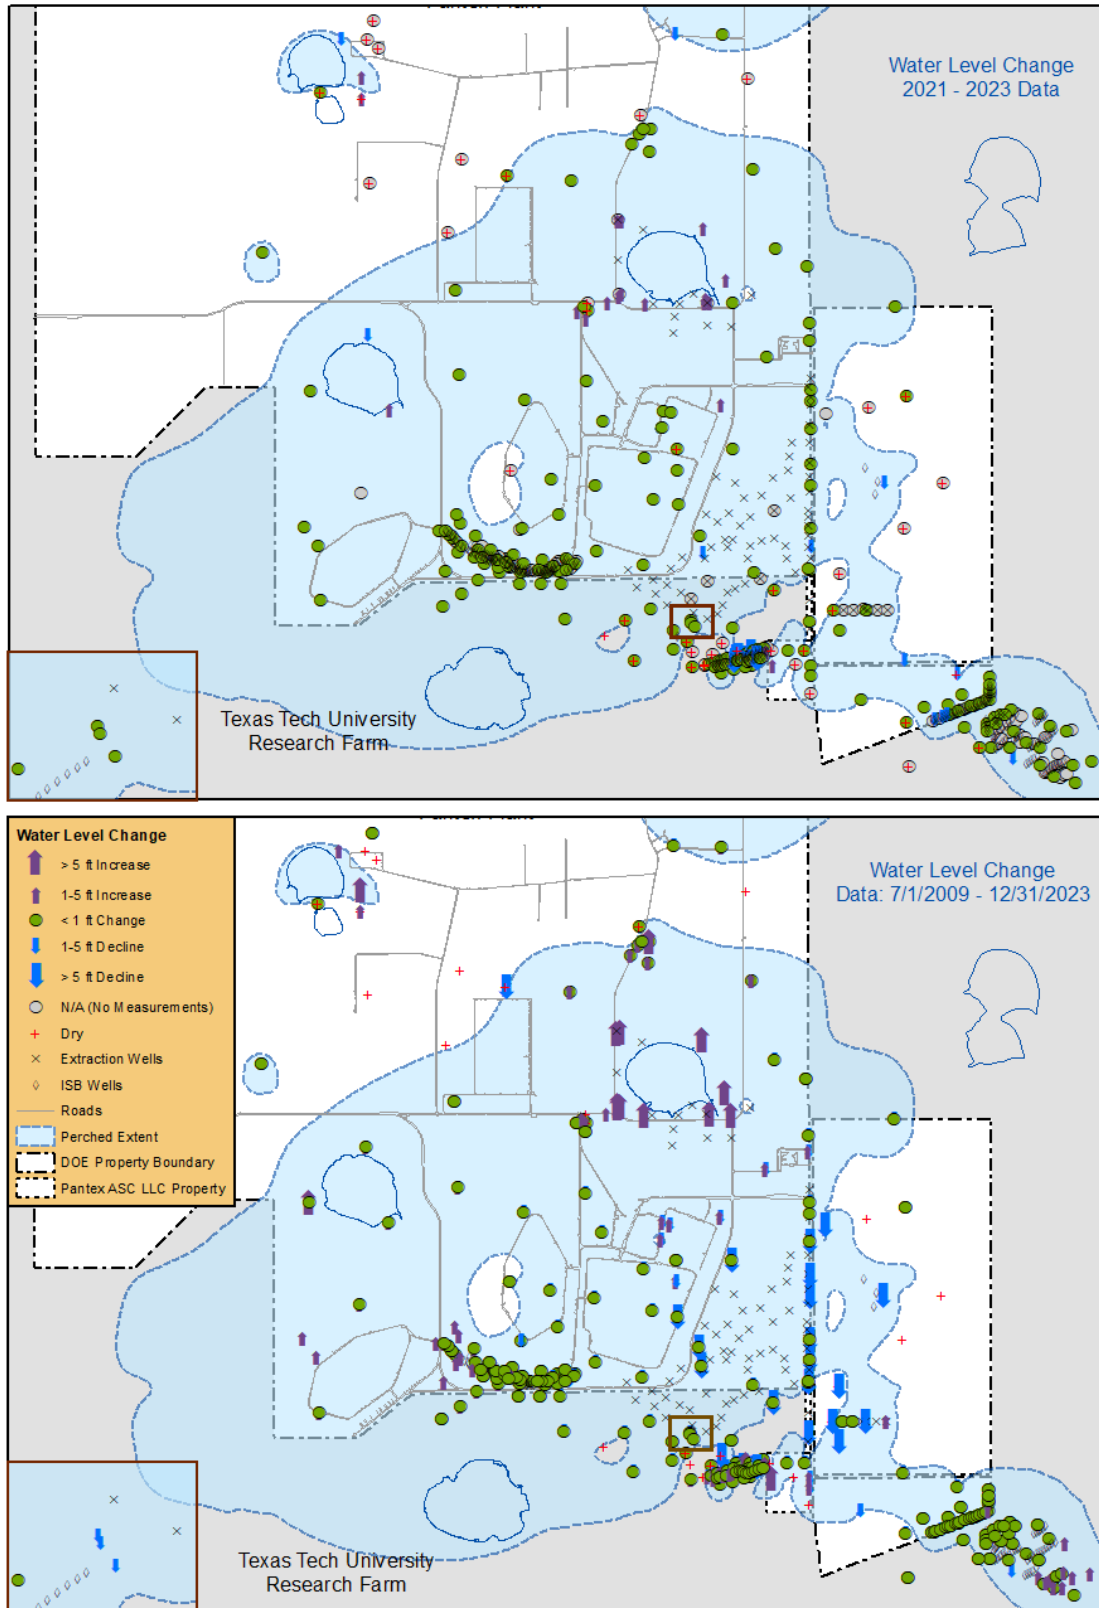 Water Level Change
2021 - 2023 Data
Texas Tech University
Research Farm
Water Level Change
> 5 ft Increase
1-5 ft Increase
< 1 ft Change
1-5 ft Decline
> 5 ft Decline
N/A (No Measurements)
Dry
Extraction Wells
ISB Wells
Roads
Perched Extent
DOE Property Boundary
Pantex ASC LLC Property
Water Level Change
Data: 7/1/2009 - 12/31/2023
Texas Tech University
Research Farm